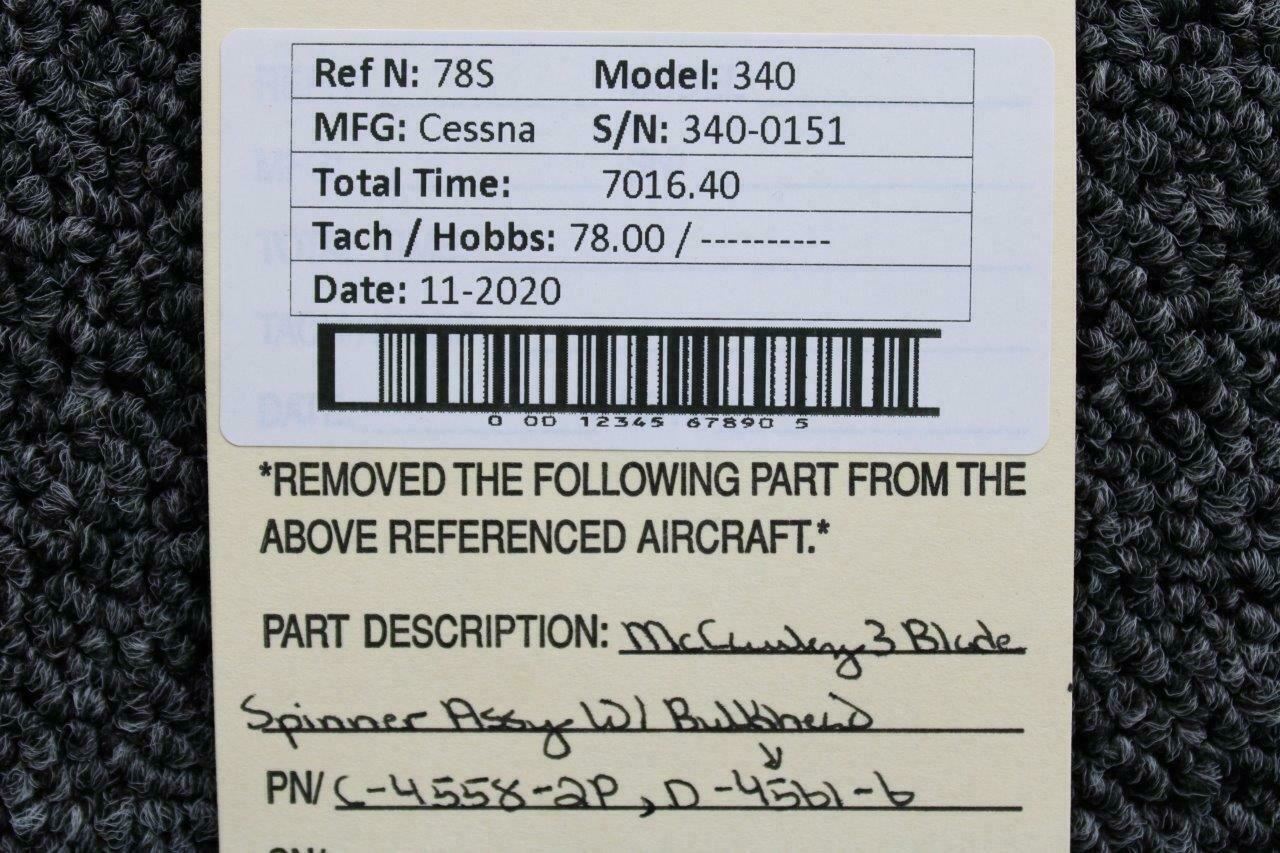 Ref N: 78S Model: 340
MFG: Cessna S/N: 340-0151
Total Time: 7016.40
Tach / Hobbs: 78.00 / ----------
Date: 11-2020
0 00 12345 67890 5
*REMOVED THE FOLLOWING PART FROM THE
ABOVE REFERENCED AIRCRAFT.*
PART DESCRIPTION: McCauley 3 Blade
Spinner Assy W/ Bulkhead
PN/ C-4558-2P, D-4561-6